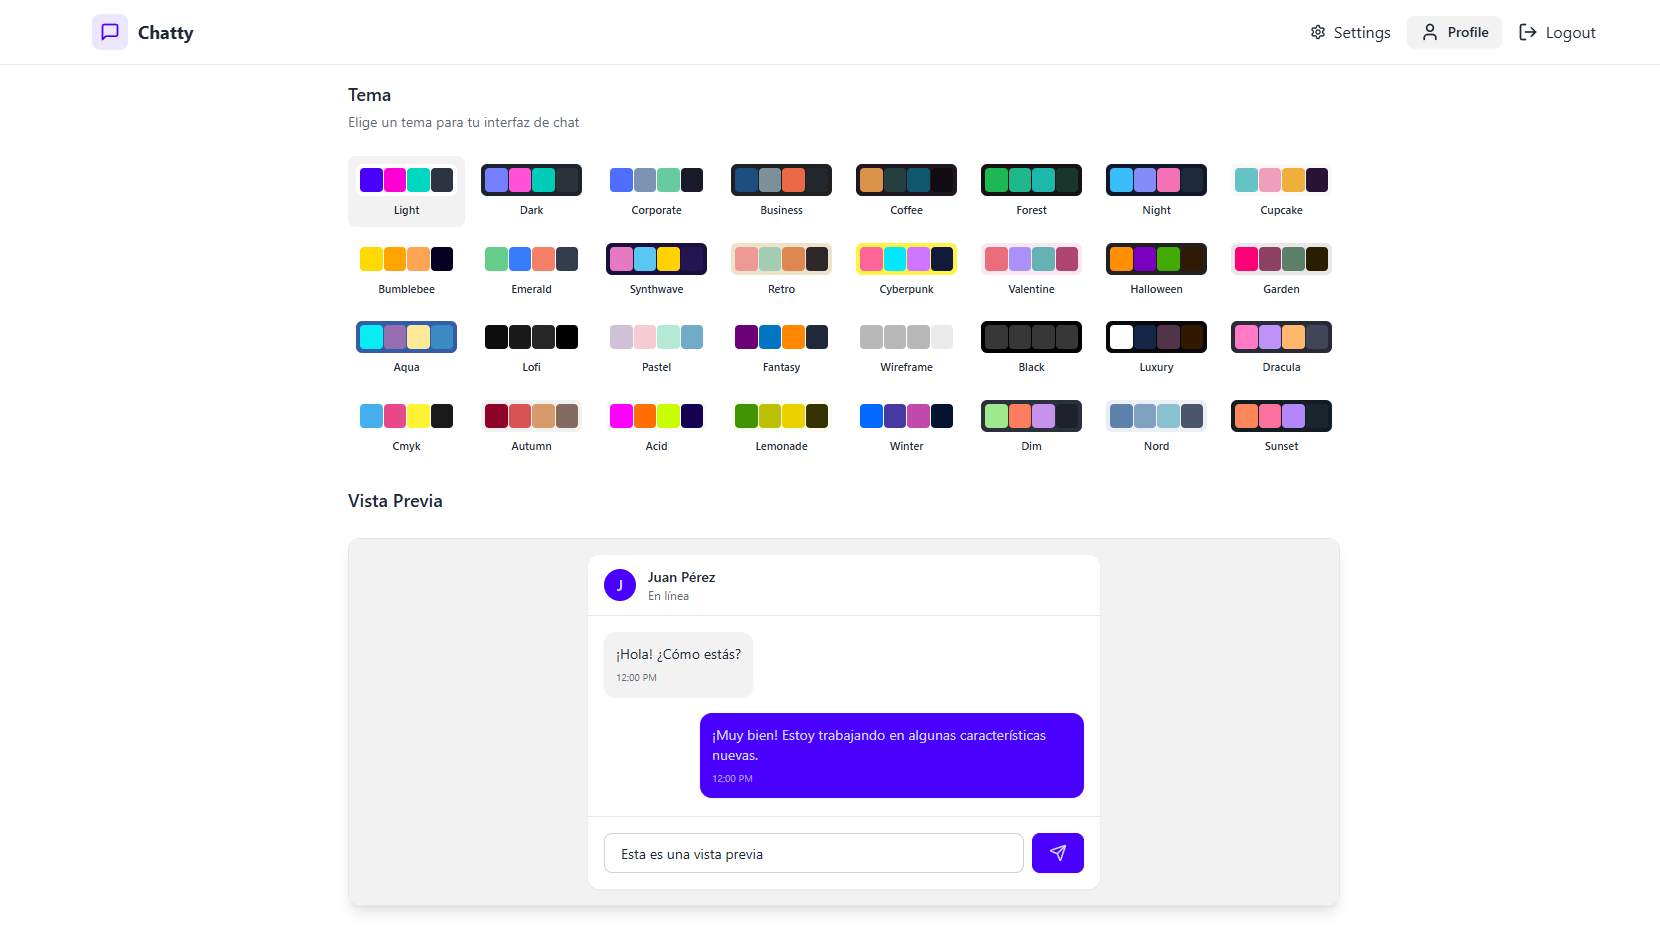 Chatty
Settings
Profile
Logout
Tema
Elige un tema para tu interfaz de chat
Light
Dark
Corporate
Business
Coffee
Forest
Night
Cupcake
Bumblebee
Emerald
Synthwave
Retro
Cyberpunk
Valentine
Halloween
Garden
Aqua
Lofi
Pastel
Fantasy
Wireframe
Black
Luxury
Dracula
Cmyk
Autumn
Acid
Lemonade
Winter
Dim
Nord
Sunset
Vista Previa
J
Juan Pérez
En línea
¡Hola! ¿Cómo estás?
12:00 PM
¡Muy bien! Estoy trabajando en algunas características
nuevas.
12:00 PM
Esta es una vista previa